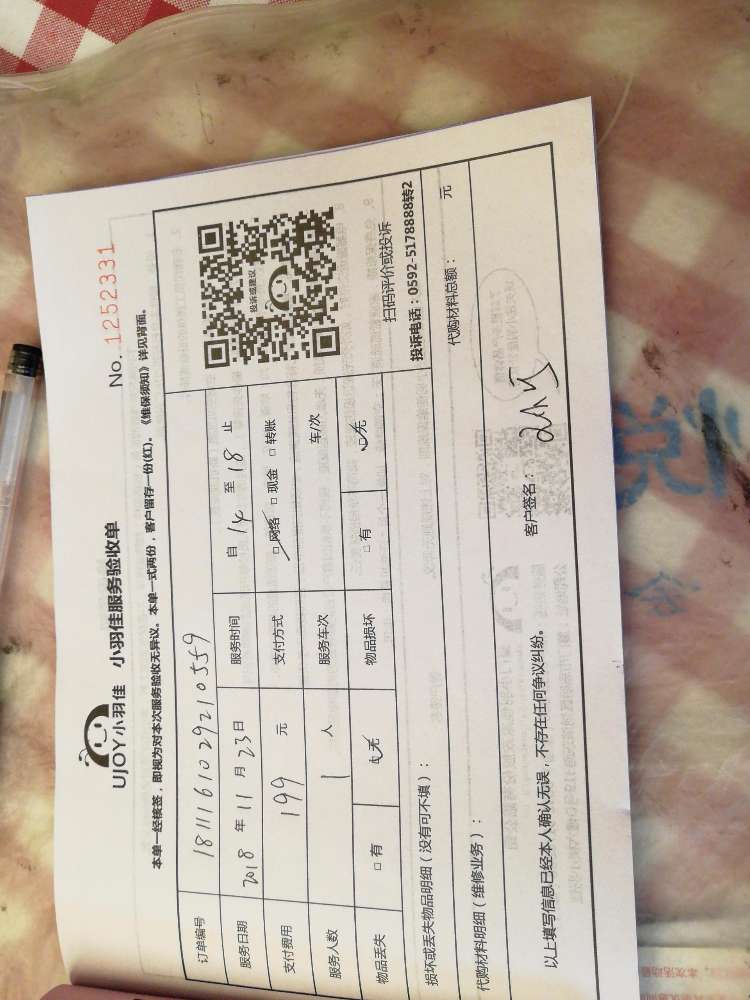 UJOY小羽佳 小羽佳服务验收单
No. 1252331
本单一经核签，即视为对本次服务验收无异议。本单一式两份，客户留存一份(红)。《维保须知》详见背面。
订单编号 181116102921 0559
服务日期 2018 年 11 月 23 日 服务时间 自 14 至 18 止
支付费用 199 元 支付方式 □网络 □现金 □转账
服务人数 1 人 服务车次 车/次
物品丢失 □有 □无 物品损坏 □有 □无
投诉或建议
扫码评价或投诉
投诉电话：0592-5178888转2
损坏或丢失物品明细（没有可不填）：
代购材料明细（维修业务）： 代购材料总额： 元
以上填写信息已经本人确认无误，不存在任何争议纠纷。 客户签名：
悦